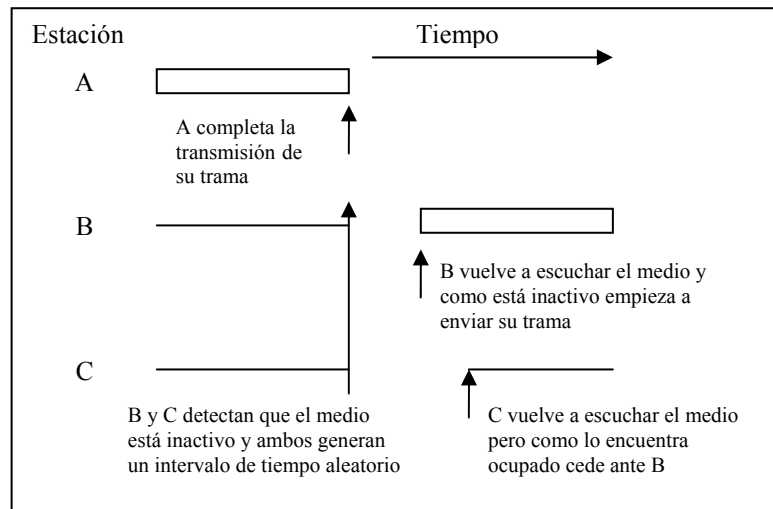 Estación
Tiempo
A
A completa la
transmisión de
su trama
B
B vuelve a escuchar el medio y
como está inactivo empieza a
enviar su trama
C
B y C detectan que el medio
está inactivo y ambos generan
un intervalo de tiempo aleatorio
C vuelve a escuchar el medio
pero como lo encuentra
ocupado cede ante B